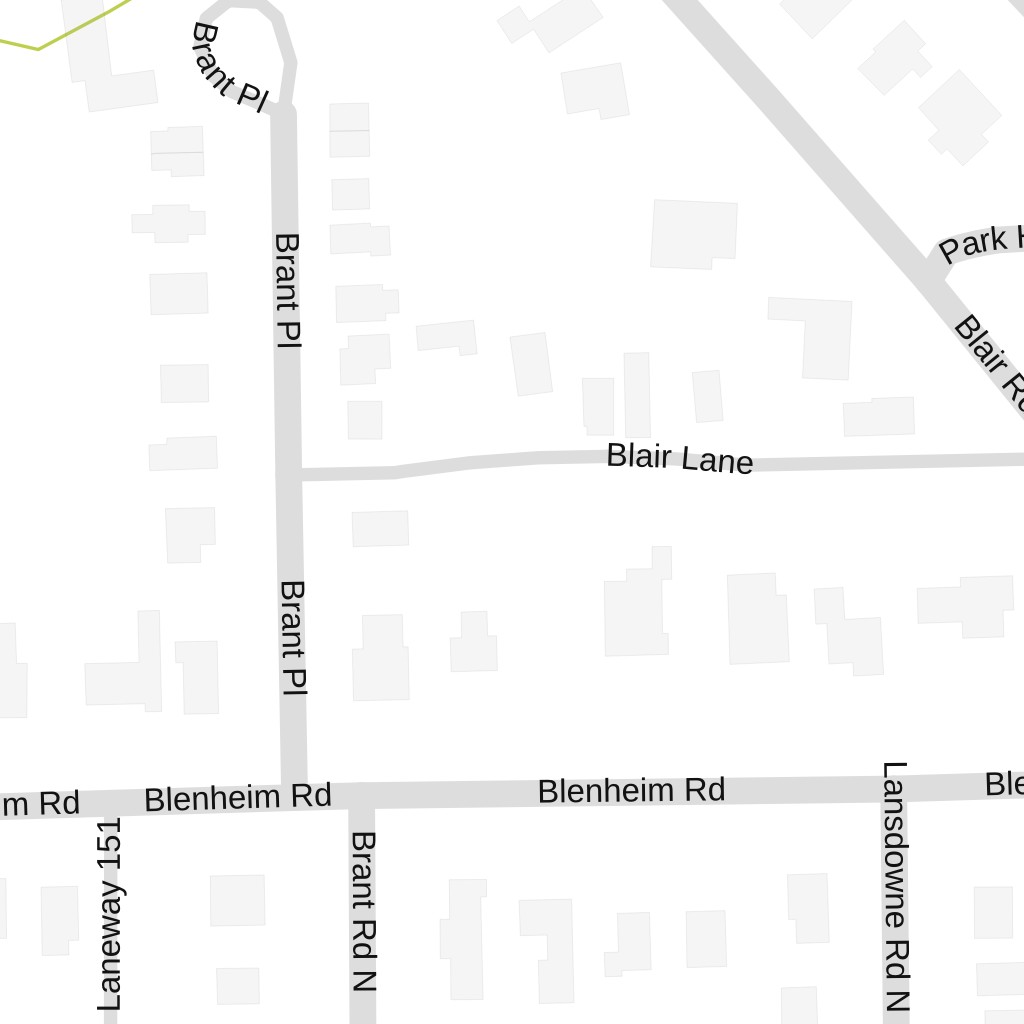 Brant Pl
Park
Brant Pl
Blair
Blair Lane
Brant Pl
Rd
Blenheim Rd
Blenheim Rd
Lansdowne Rd N
Laneway 151
Brant Rd N